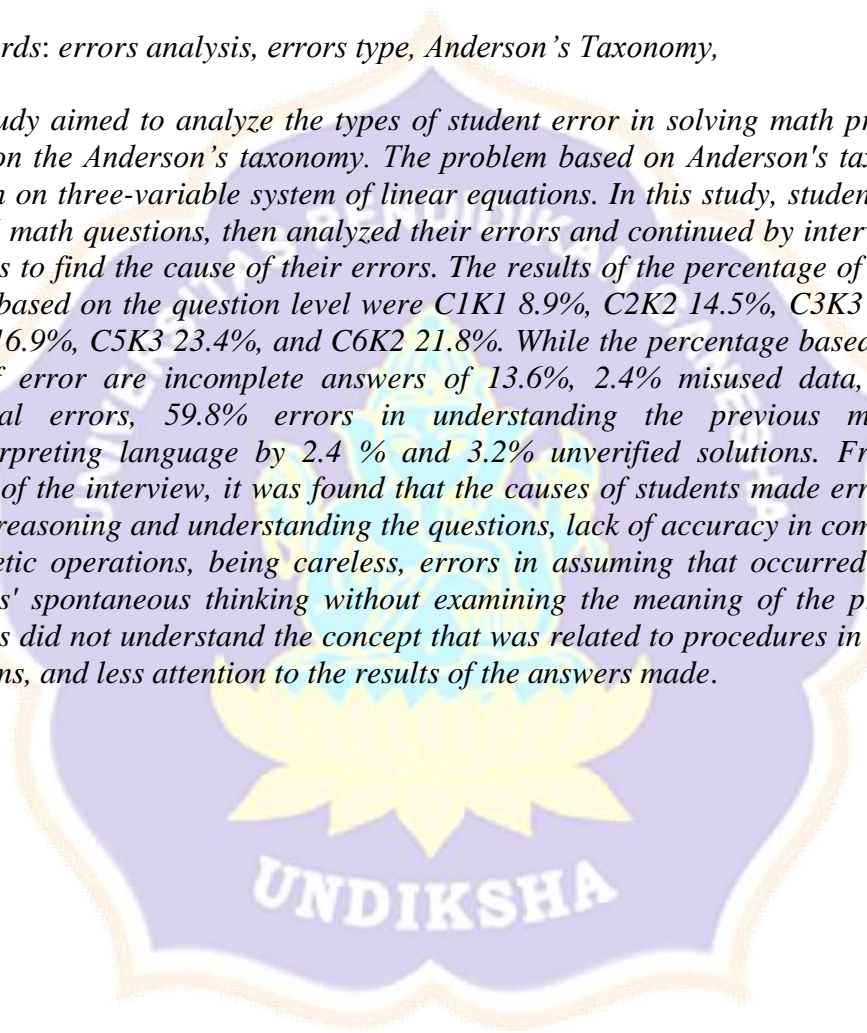 rds: errors analysis, errors type, Anderson’s Taxonomy,
udy aimed to analyze the types of student error in solving math pr
on the Anderson’s taxonomy. The problem based on Anderson's tax
n on three-variable system of linear equations. In this study, student
l math questions, then analyzed their errors and continued by interv
s to find the cause of their errors. The results of the percentage of
based on the question level were C1K1 8.9%, C2K2 14.5%, C3K3
16.9%, C5K3 23.4%, and C6K2 21.8%. While the percentage based
f error are incomplete answers of 13.6%, 2.4% misused data,
al errors, 59.8% errors in understanding the previous m
rpreting language by 2.4 % and 3.2% unverified solutions. Fr
of the interview, it was found that the causes of students made err
reasoning and understanding the questions, lack of accuracy in con
etic operations, being careless, errors in assuming that occurred
s' spontaneous thinking without examining the meaning of the p
s did not understand the concept that was related to procedures in
ns, and less attention to the results of the answers made.
UNIVERSITAS PENDIDIKAN GANESHA
UNDIKSHA